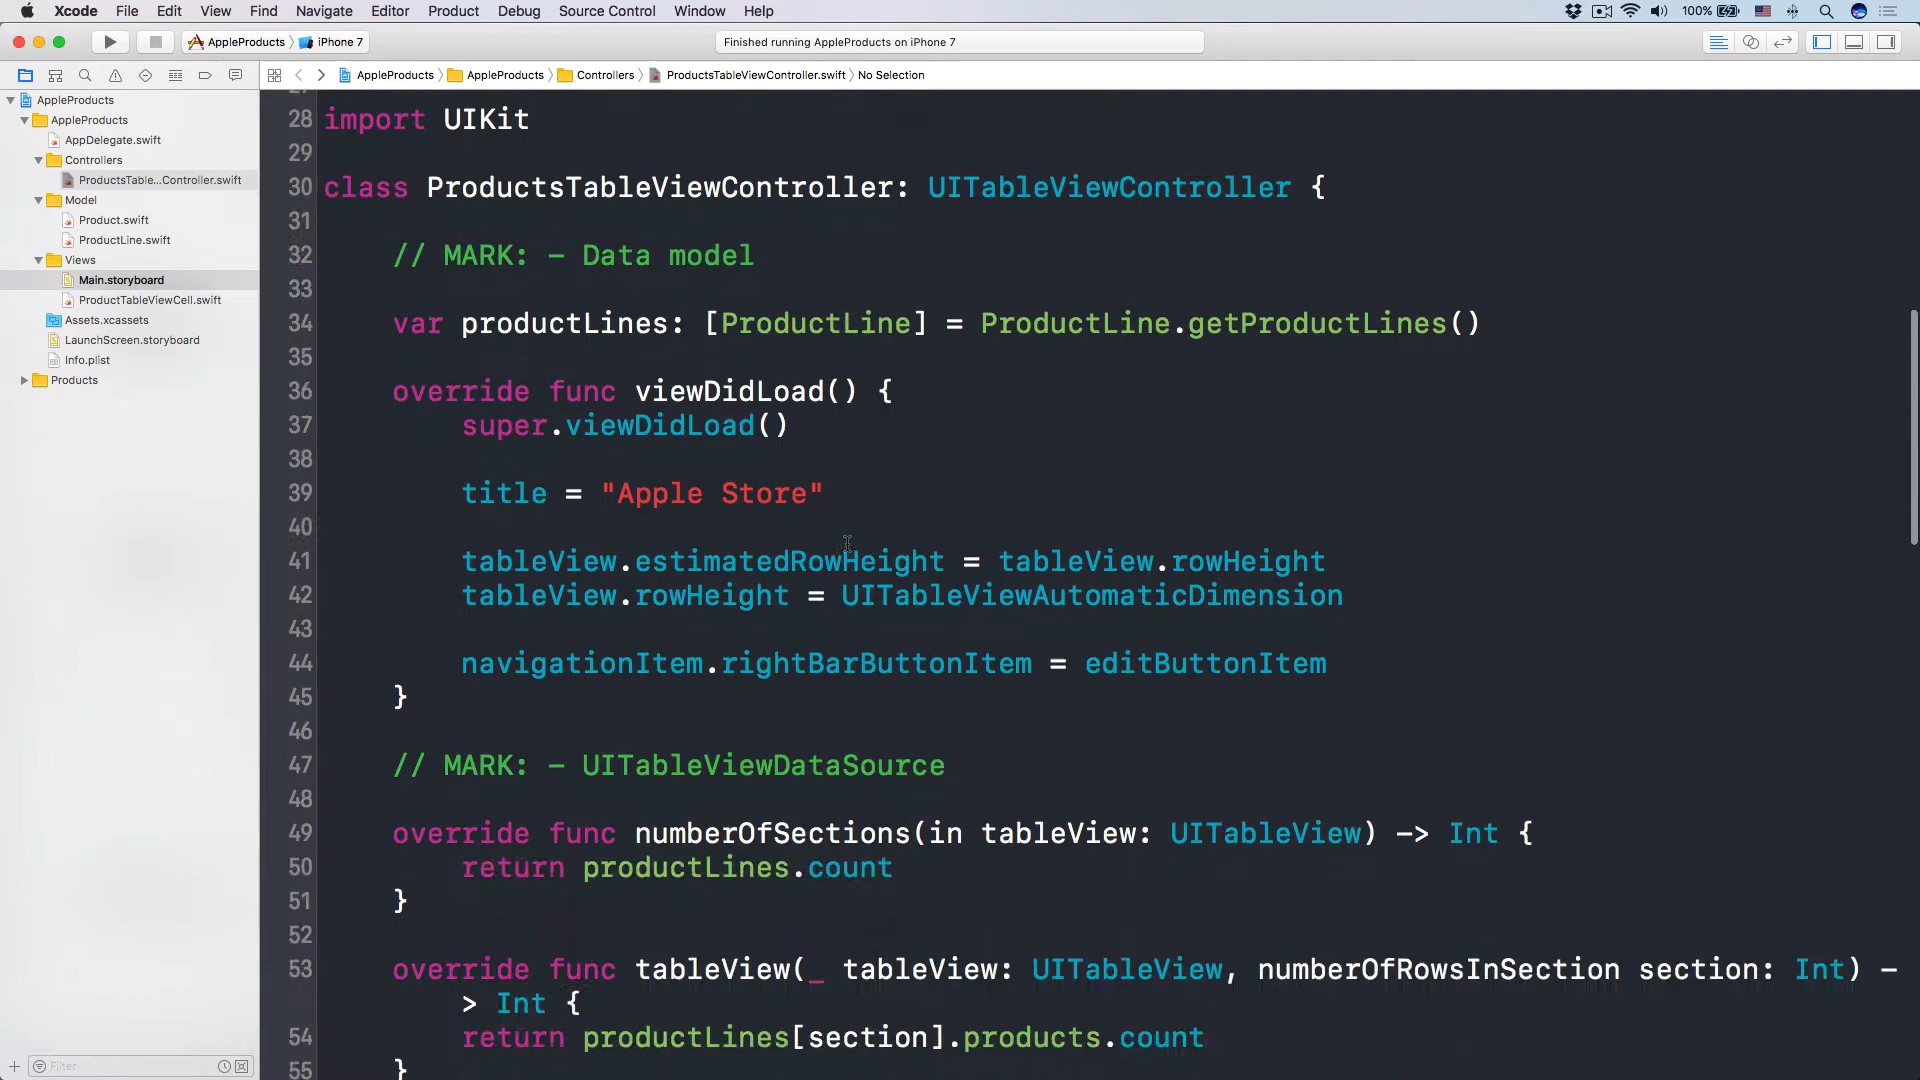 Xcode File Edit View Find Navigate Editor Product Debug Source Control Window Help 100%
AppleProducts iPhone 7 Finished running AppleProducts on iPhone 7
AppleProducts AppleProducts Controllers ProductsTableViewController.swift No Selection
AppleProducts
AppleProducts
AppDelegate.swift
Controllers
ProductsTable...Controller.swift
Model
Product.swift
ProductLine.swift
Views
Main.storyboard
ProductTableViewCell.swift
Assets.xcassets
LaunchScreen.storyboard
Info.plist
Products
Filter
28 import UIKit
29
30 class ProductsTableViewController: UITableViewController {
31
32 // MARK: - Data model
33
34 var productLines: [ProductLine] = ProductLine.getProductLines()
35
36 override func viewDidLoad() {
37 super.viewDidLoad()
38
39 title = "Apple Store"
40
41 tableView.estimatedRowHeight = tableView.rowHeight
42 tableView.rowHeight = UITableViewAutomaticDimension
43
44 navigationItem.rightBarButtonItem = editButtonItem
45 }
46
47 // MARK: - UITableViewDataSource
48
49 override func numberOfSections(in tableView: UITableView) -> Int {
50 return productLines.count
51 }
52
53 override func tableView(_ tableView: UITableView, numberOfRowsInSection section: Int) -
> Int {
54 return productLines[section].products.count
55 }